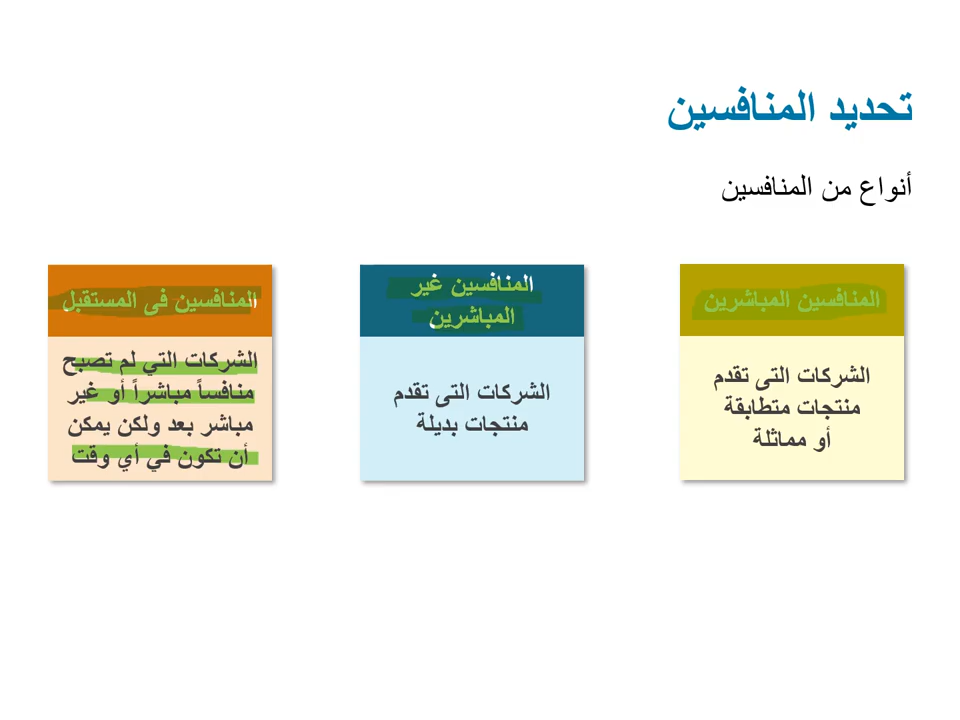 تحديد المنافسين
أنواع من المنافسين
المنافسين المباشرين
الشركات التى تقدم
منتجات متطابقة
أو مماثلة
المنافسين غير
المباشرين
الشركات التى تقدم
منتجات بديلة
المنافسين فى المستقبل
الشركات التي لم تصبح
منافساً مباشراً أو غير
مباشر بعد ولكن يمكن
أن تكون في أي وقت